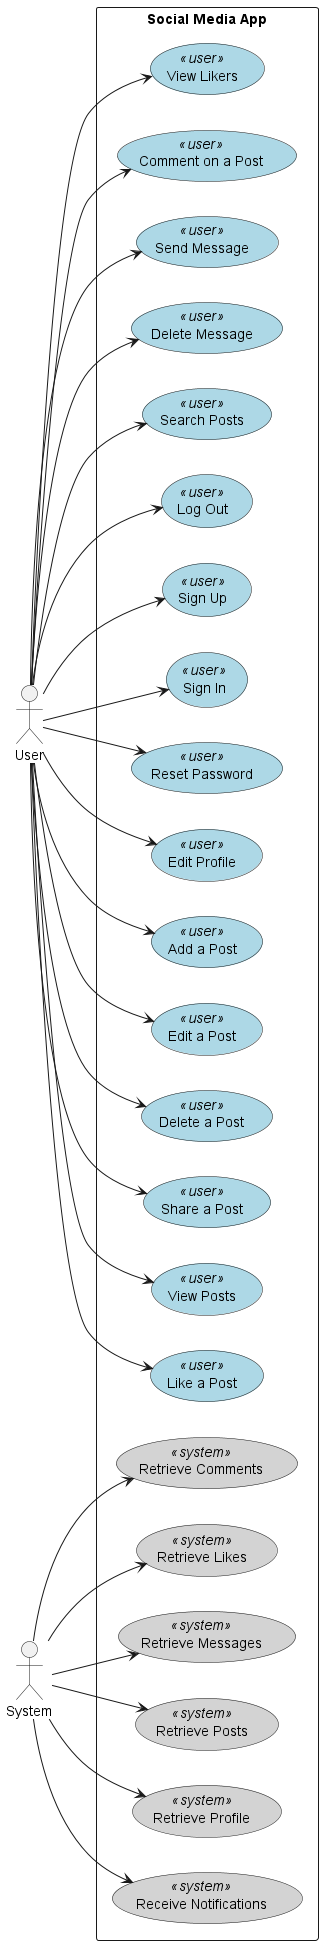 Social Media App
«user»
View Likers
«user»
Comment on a Post
«user»
Send Message
«user»
Delete Message
«user»
Search Posts
«user»
Log Out
«user»
Sign Up
«user»
Sign In
User
«user»
Reset Password
«user»
Edit Profile
«user»
Add a Post
«user»
Edit a Post
«user»
Delete a Post
«user»
Share a Post
«user»
View Posts
«user»
Like a Post
«system»
Retrieve Comments
«system»
Retrieve Likes
«system»
Retrieve Messages
System
«system»
Retrieve Posts
«system»
Retrieve Profile
«system»
Receive Notifications